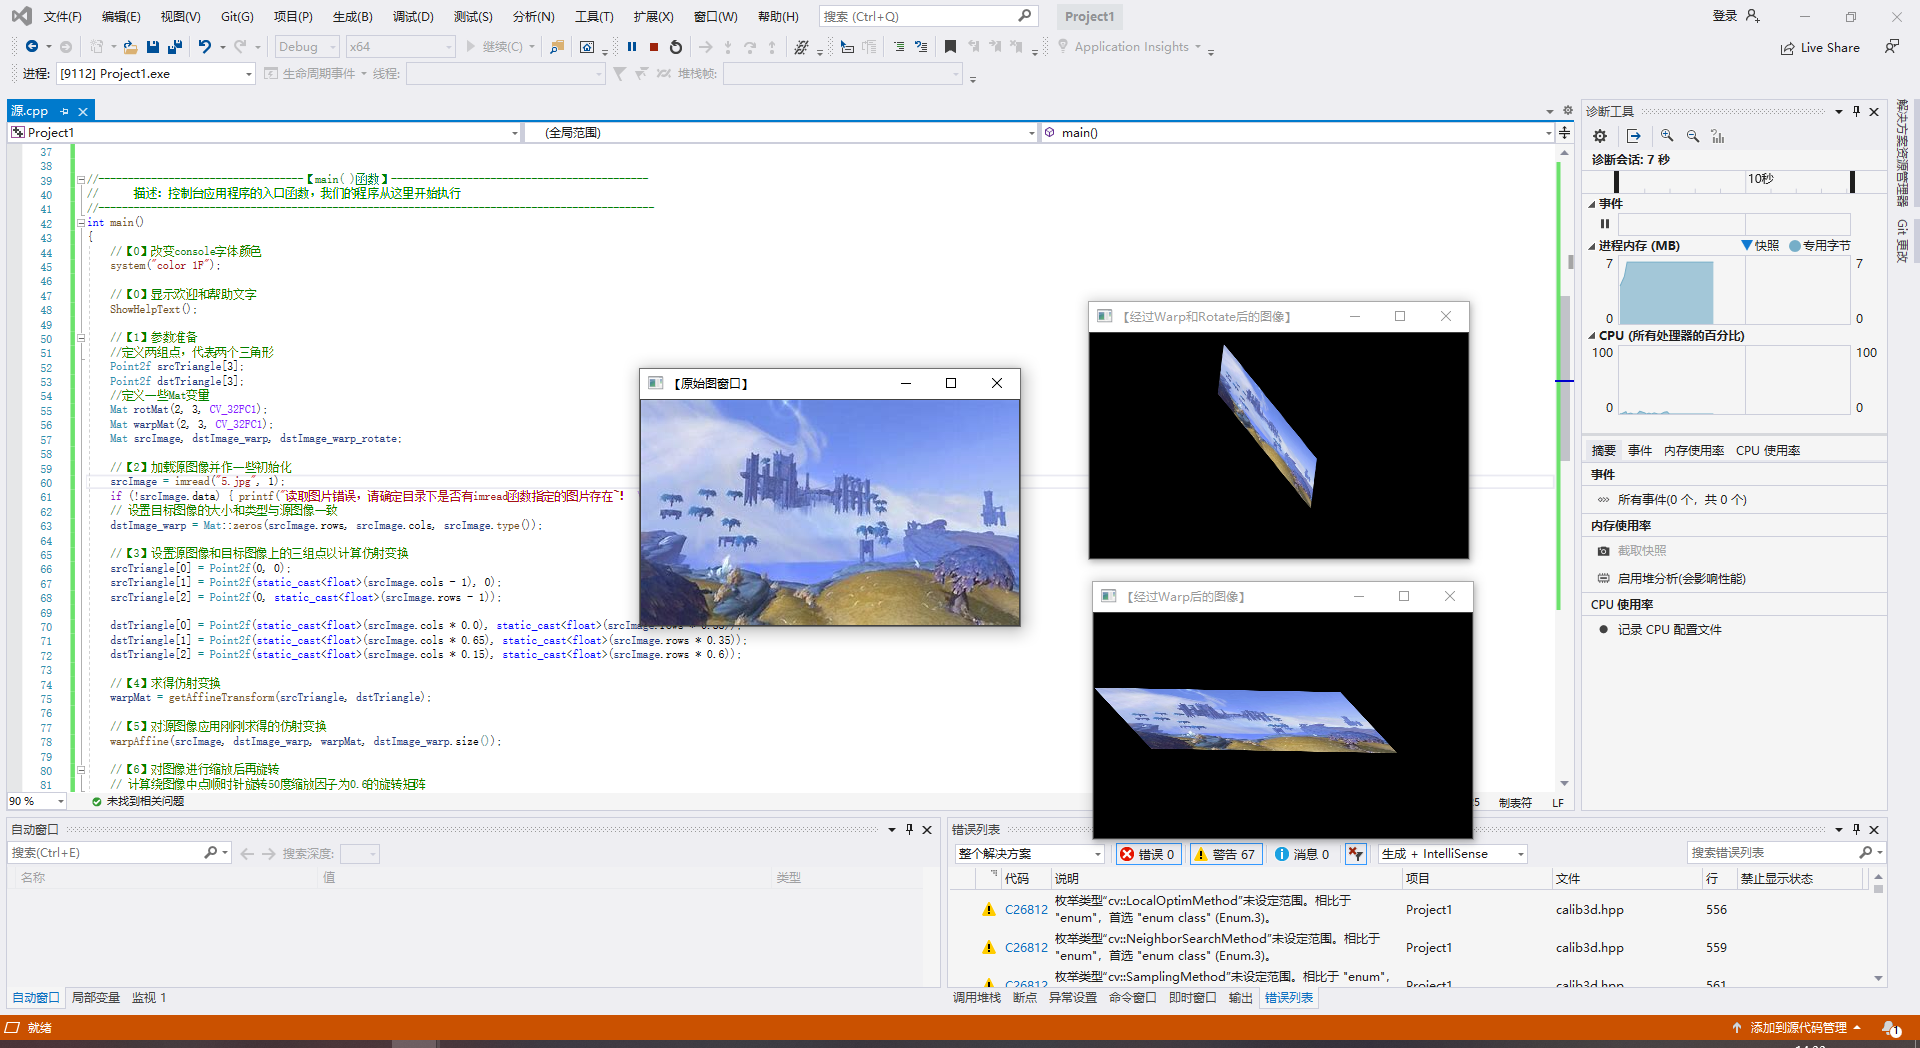 文件(F) 编辑(E) 视图(V) Git(G) 项目(P) 生成(B) 调试(D) 测试(S) 分析(N) 工具(T) 扩展(X) 窗口(W) 帮助(H) 搜索 (Ctrl+Q) Project1 登录
Debug x64 继续(C) Application Insights Live Share
进程: [9112] Project1.exe 生命周期事件 线程: 堆栈帧:
源.cpp
Project1 (全局范围) main()
37
38
39 //-----------------------------------【main( )函数】--------------------------------------------
40 //      描述：控制台应用程序的入口函数，我们的程序从这里开始执行
41 //-----------------------------------------------------------------------------------------------
42 int main()
43 {
44 //【0】改变console字体颜色
45 system("color 1F");
46
47 //【0】显示欢迎和帮助文字
48 ShowHelpText();
49
50 //【1】参数准备
51 //定义两组点，代表两个三角形
52 Point2f srcTriangle[3];
53 Point2f dstTriangle[3];
54 //定义一些Mat变量
55 Mat rotMat(2, 3, CV_32FC1);
56 Mat warpMat(2, 3, CV_32FC1);
57 Mat srcImage, dstImage_warp, dstImage_warp_rotate;
58
59 //【2】加载源图像并作一些初始化
60 srcImage = imread("5.jpg", 1);
61 if (!srcImage.data) { printf("读取图片错误，请确定目录下是否有imread函数指定的图片存在~！
62 // 设置目标图像的大小和类型与源图像一致
63 dstImage_warp = Mat::zeros(srcImage.rows, srcImage.cols, srcImage.type());
64
65 //【3】设置源图像和目标图像上的三组点以计算仿射变换
66 srcTriangle[0] = Point2f(0, 0);
67 srcTriangle[1] = Point2f(static_cast<float>(srcImage.cols - 1), 0);
68 srcTriangle[2] = Point2f(0, static_cast<float>(srcImage.rows - 1));
69
70 dstTriangle[0] = Point2f(static_cast<float>(srcImage.cols * 0.0), static_cast<float>(
71 dstTriangle[1] = Point2f(static_cast<float>(srcImage.cols * 0.65), static_cast<float>(srcImage.rows * 0.35));
72 dstTriangle[2] = Point2f(static_cast<float>(srcImage.cols * 0.15), static_cast<float>(srcImage.rows * 0.6));
73
74 //【4】求得仿射变换
75 warpMat = getAffineTransform(srcTriangle, dstTriangle);
76
77 //【5】对源图像应用刚刚求得的仿射变换
78 warpAffine(srcImage, dstImage_warp, warpMat, dstImage_warp.size());
79
80 //【6】对图像进行缩放后再旋转
81 // 计算绕图像中点顺时针旋转50度缩放因子为0.6的旋转矩阵
90 % 未找到相关问题 5 制表符 LF
【原始图窗口】
【经过Warp和Rotate后的图像】
【经过Warp后的图像】
诊断工具
诊断会话: 7 秒
10秒
事件
进程内存 (MB) 快照 专用字节
7 7
0 0
CPU (所有处理器的百分比)
100 100
0 0
摘要 事件 内存使用率 CPU 使用率
事件
所有事件(0 个，共 0 个)
内存使用率
截取快照
启用堆分析(会影响性能)
CPU 使用率
记录 CPU 配置文件
解决方案资源管理器
Git 更改
自动窗口
搜索(Ctrl+E) 搜索深度:
名称 值 类型
自动窗口 局部变量 监视 1
错误列表
整个解决方案 错误 0 警告 67 消息 0 生成 + IntelliSense 搜索错误列表
代码 说明 项目 文件 行 禁止显示状态
C26812 枚举类型“cv::LocalOptimMethod”未设定范围。相比于 "enum"，首选 "enum class" (Enum.3)。 Project1 calib3d.hpp 556
C26812 枚举类型“cv::NeighborSearchMethod”未设定范围。相比于 "enum"，首选 "enum class" (Enum.3)。 Project1 calib3d.hpp 559
C26812 枚举类型“cv::SamplingMethod”未设定范围。相比于 "enum"， Project1 calib3d.hpp 561
调用堆栈 断点 异常设置 命令窗口 即时窗口 输出 错误列表
就绪 添加到源代码管理 1